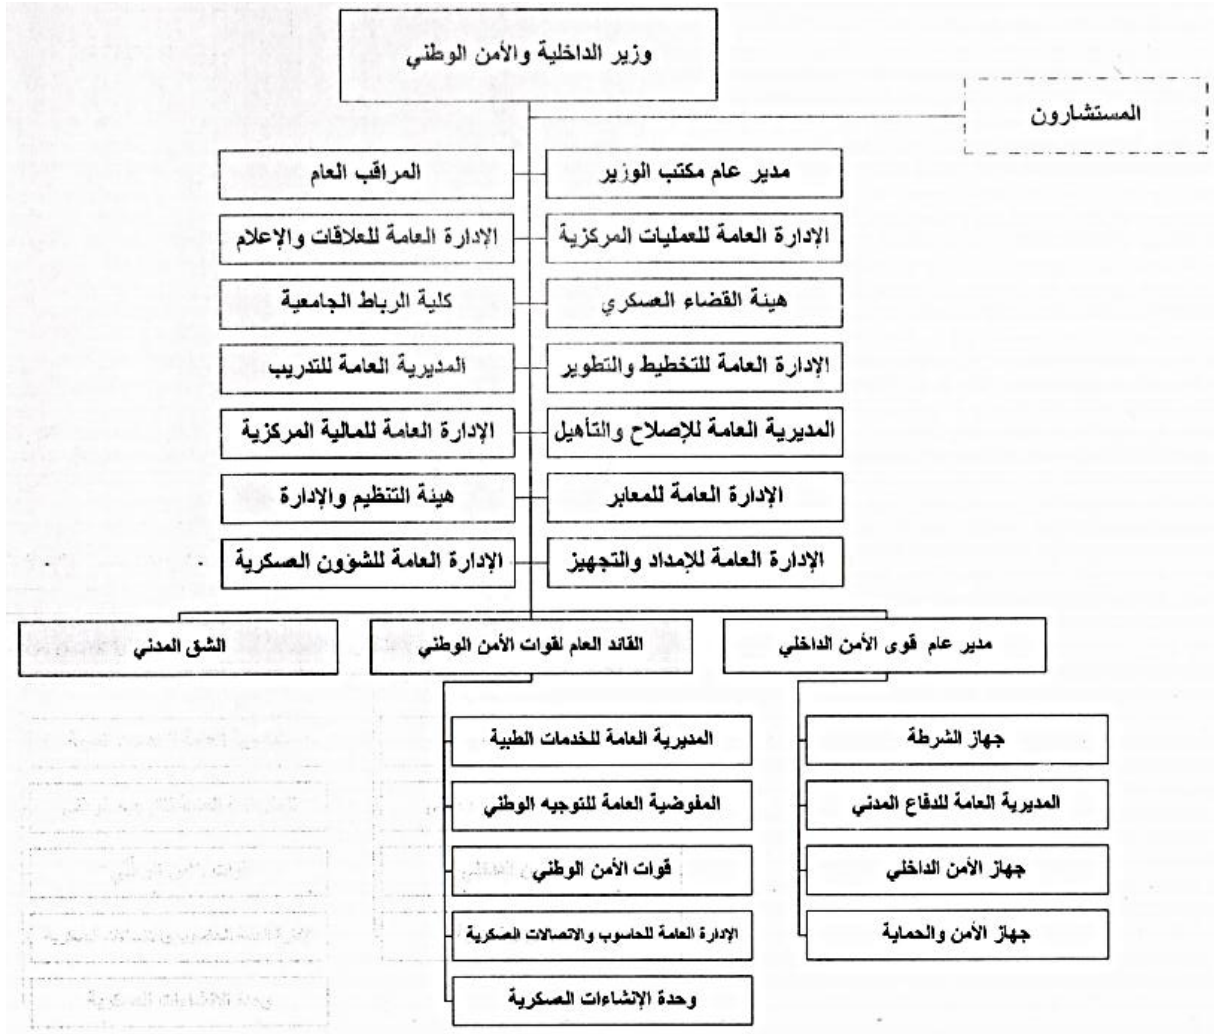 وزير الداخلية والأمن الوطني
المستشارون
مدير عام مكتب الوزير
المراقب العام
الإدارة العامة للعمليات المركزية
الإدارة العامة للعلاقات والإعلام
هيئة القضاء العسكري
كلية الرباط الجامعية
الإدارة العامة للتخطيط والتطوير
المديرية العامة للتدريب
المديرية العامة للإصلاح والتأهيل
الإدارة العامة للمالية المركزية
الإدارة العامة للمعابر
هيئة التنظيم والإدارة
الإدارة العامة للإمداد والتجهيز
الإدارة العامة للشؤون العسكرية
مدير عام قوى الأمن الداخلي
القائد العام لقوات الأمن الوطني
الشق المدني
جهاز الشرطة
المديرية العامة للدفاع المدني
جهاز الأمن الداخلي
جهاز الأمن والحماية
المديرية العامة للخدمات الطبية
المفوضية العامة للتوجيه الوطني
قوات الأمن الوطني
الإدارة العامة للحاسوب والاتصالات العسكرية
وحدة الإنشاءات العسكرية